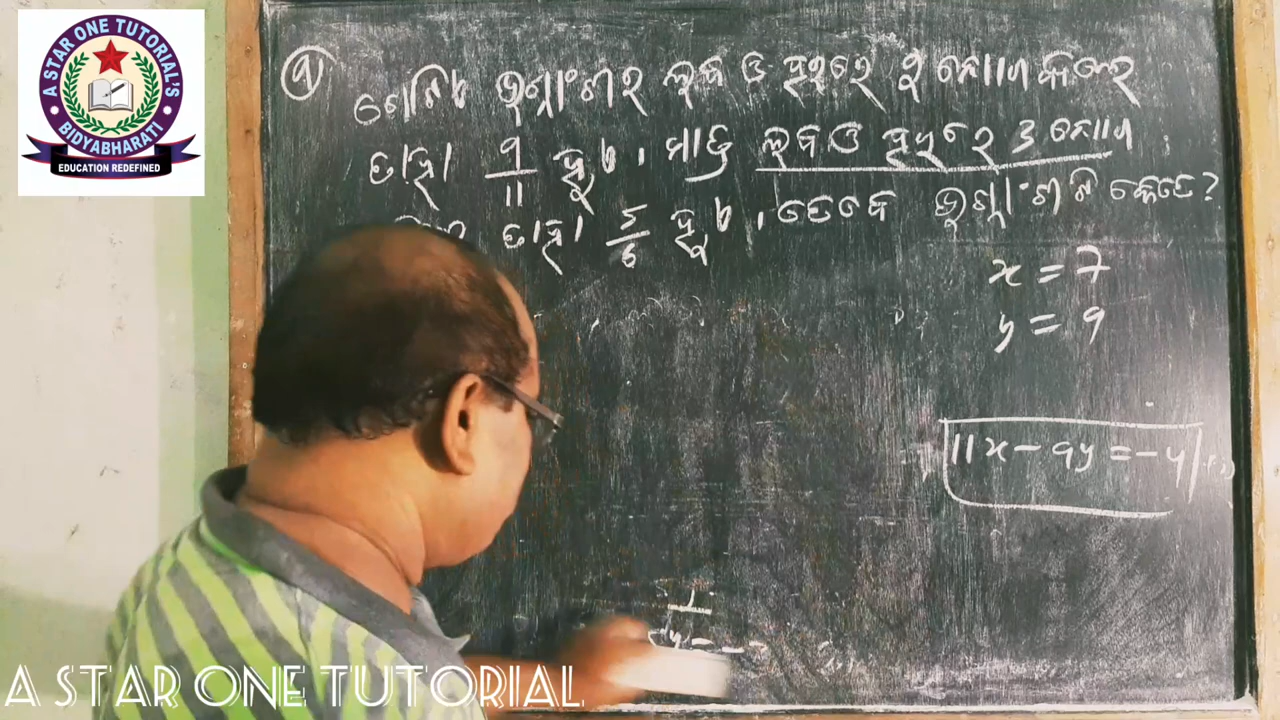 A STAR ONE TUTORIAL'S
BIDYABHARATI
EDUCATION REDEFINED
ଗୋଟିଏ ଭଗ୍ନାଂଶର ଲବ ଓ ହରରେ ୨ ଯୋଗ କଲେ
ତାହା 9/11 ହୁଏ, ମାତ୍ର ଲବ ଓ ହରରେ 3 ଯୋଗ
ତାହା 5/6 ହୁଏ, ତେବେ ଭଗ୍ନାଂଶଟି କେତେ?
x = 7
y = 9
11x - 9y = -4
A STAR ONE TUTORIAL